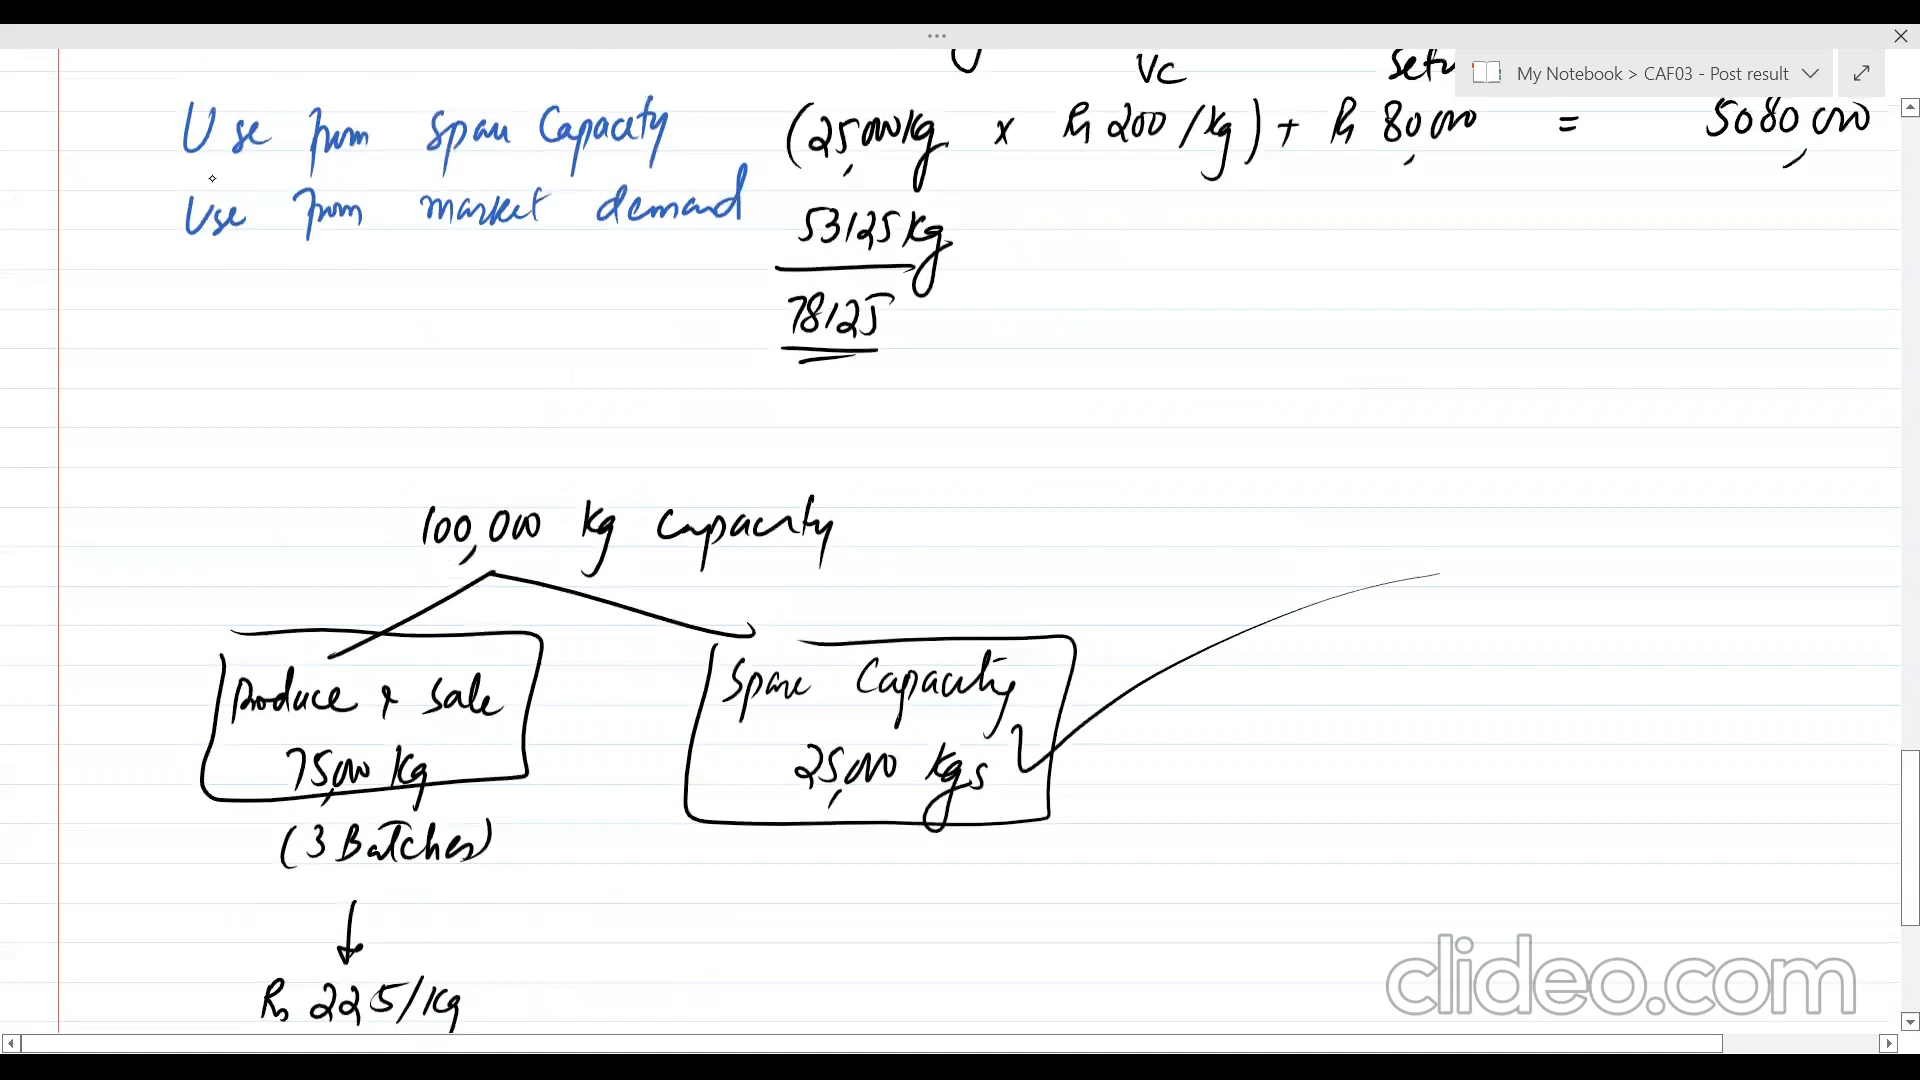 VC
My Notebook > CAF03 - Post result
Use from spare Capacity (25,000kg x Rs 200/kg) + Rs 80,000 = 5080,000
Use from market demand 53125 kg
78125
100,000 kg capacity
Produce & sale
75,000 kg
(3 Batches)
Rs 225/kg
Spare Capacity
25,000 kgs
clideo.com